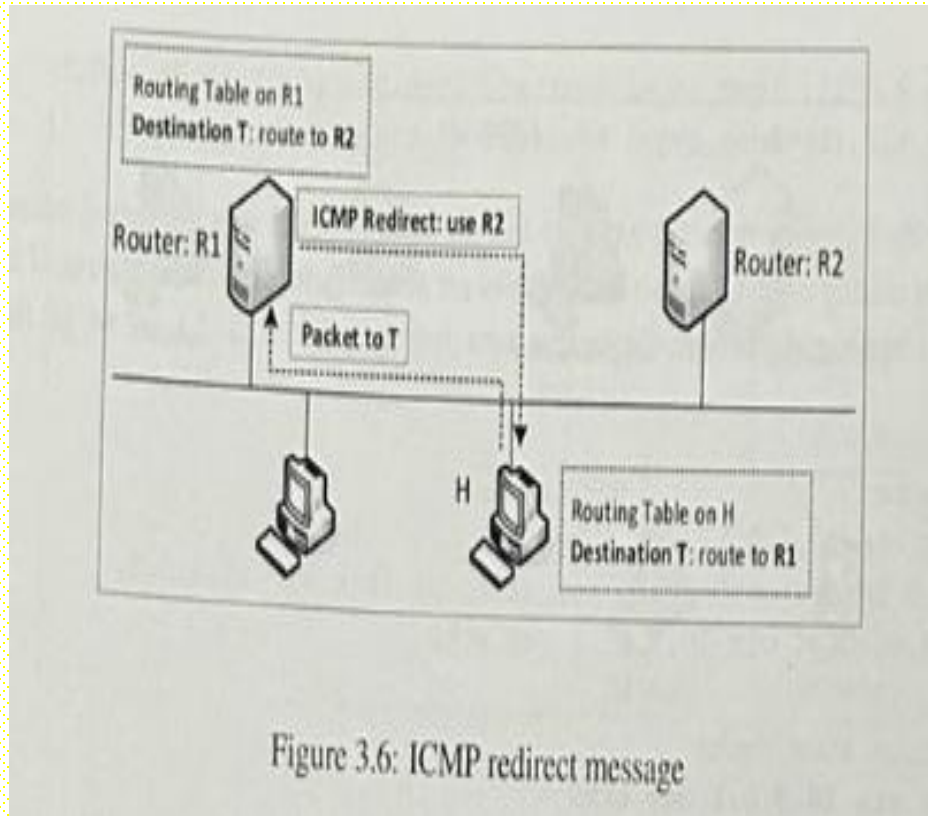 Routing Table on R1
Destination T: route to R2
ICMP Redirect: use R2
Router: R1
Router: R2
Packet to T
H
Routing Table on H
Destination T: route to R1
Figure 3.6: ICMP redirect message